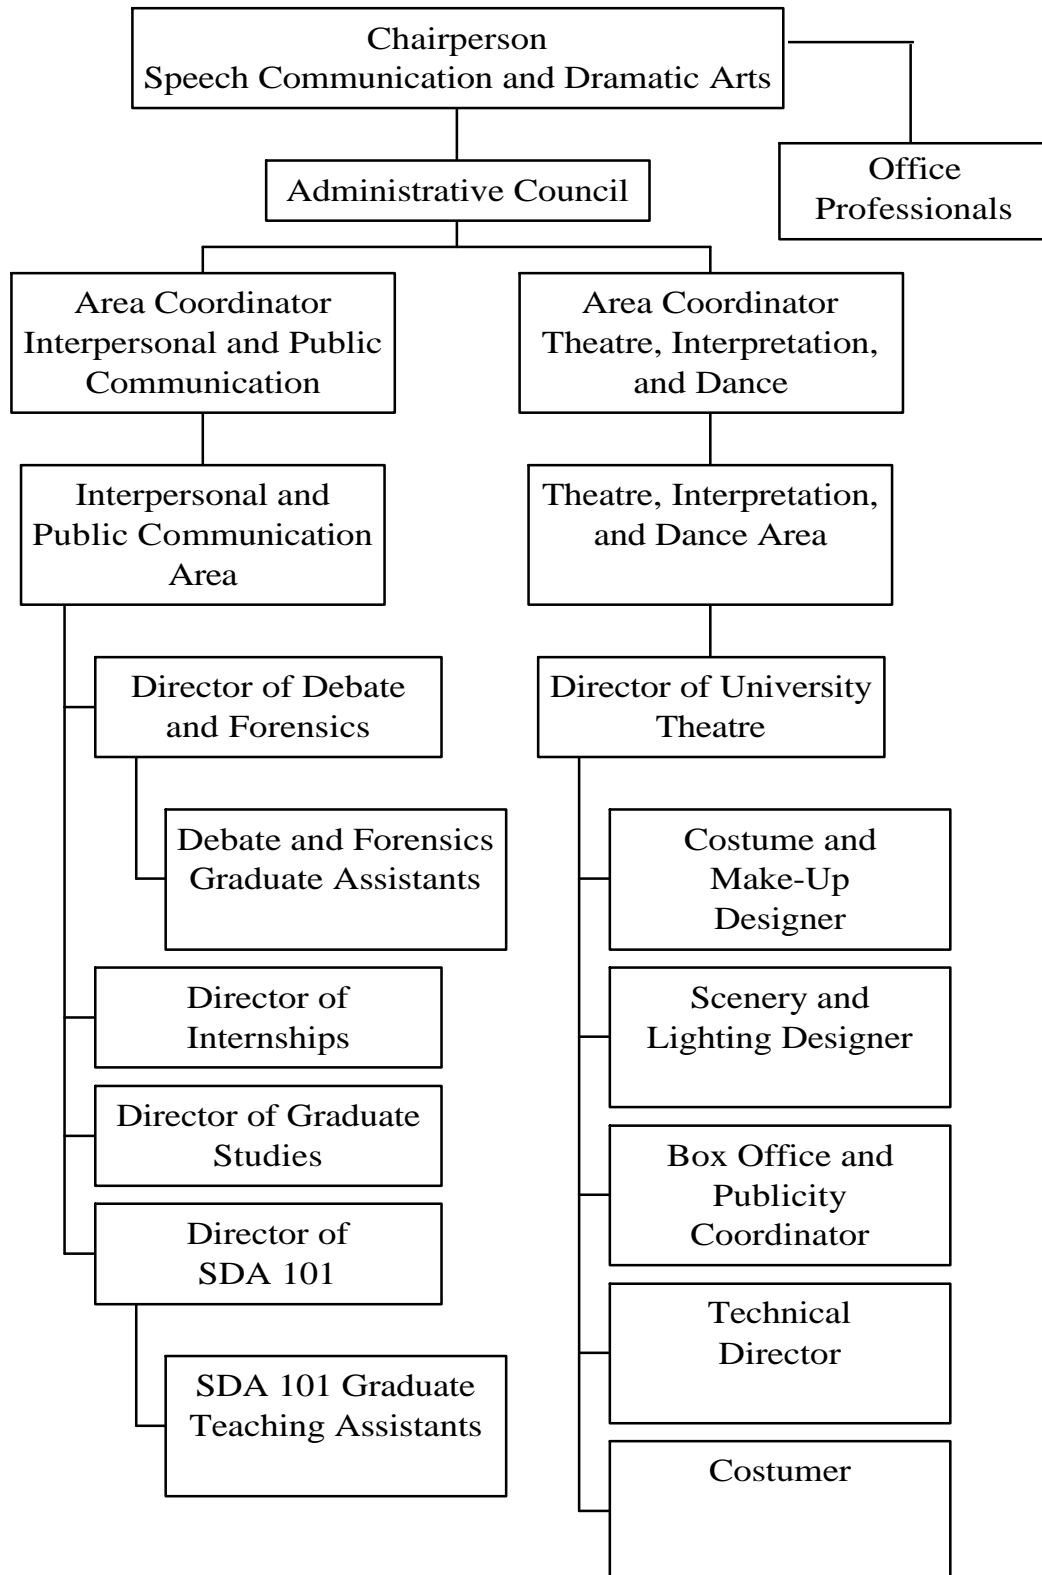 Chairperson
Speech Communication and Dramatic Arts
Office
Professionals
Administrative Council
Area Coordinator
Interpersonal and Public
Communication
Area Coordinator
Theatre, Interpretation,
and Dance
Interpersonal and
Public Communication
Area
Theatre, Interpretation,
and Dance Area
Director of Debate
and Forensics
Director of University
Theatre
Debate and Forensics
Graduate Assistants
Costume and
Make-Up
Designer
Director of
Internships
Scenery and
Lighting Designer
Director of Graduate
Studies
Box Office and
Publicity
Coordinator
Director of
SDA 101
Technical
Director
SDA 101 Graduate
Teaching Assistants
Costumer